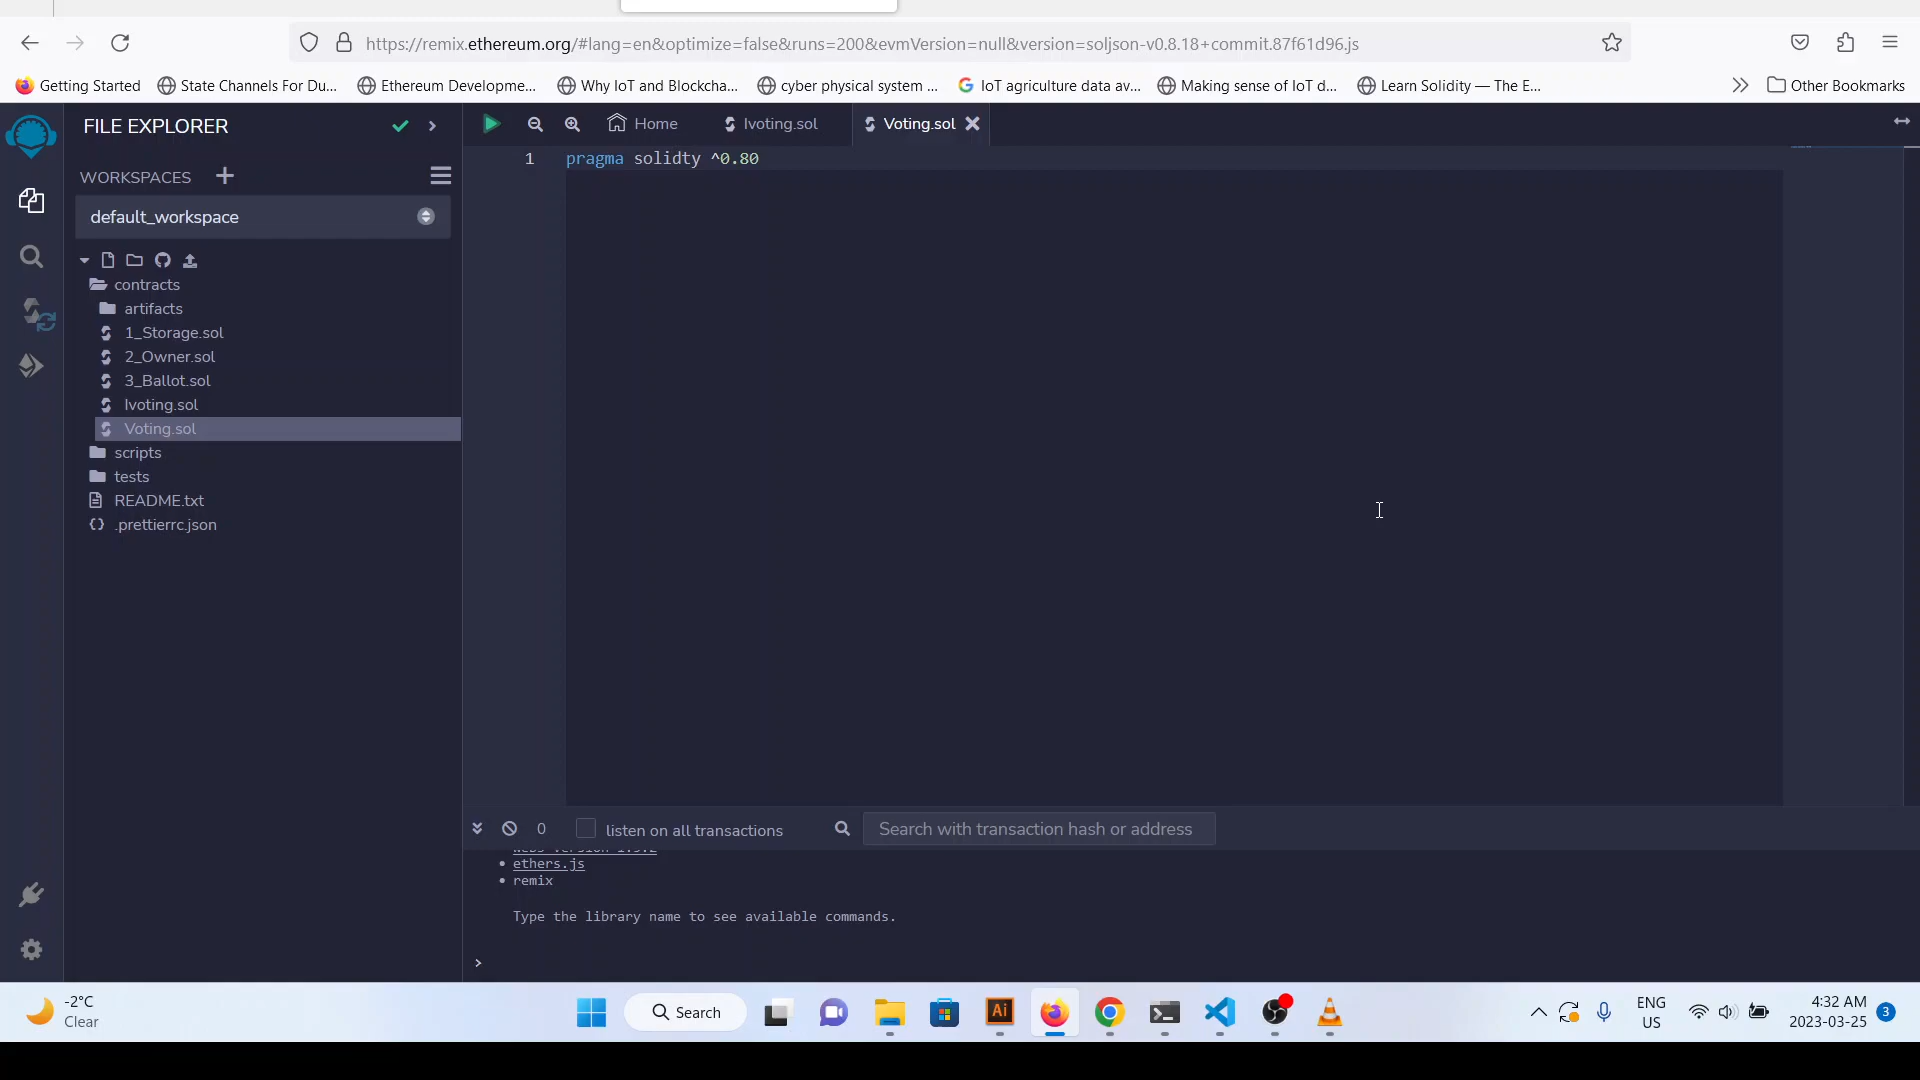 https://remix.ethereum.org/#lang=en&optimize=false&runs=200&evmVersion=null&version=soljson-v0.8.18+commit.87f61d96.js
Getting Started State Channels For Du... Ethereum Developme... Why IoT and Blockcha... cyber physical system ... IoT agriculture data av... Making sense of IoT d... Learn Solidity — The E... Other Bookmarks
FILE EXPLORER
Home Ivoting.sol Voting.sol
WORKSPACES
default_workspace
contracts
artifacts
1_Storage.sol
2_Owner.sol
3_Ballot.sol
Ivoting.sol
Voting.sol
scripts
tests
README.txt
.prettierrc.json
1 pragma solidty ^0.80
0 listen on all transactions Search with transaction hash or address
• ethers.js
• remix
Type the library name to see available commands.
>
-2°C
Clear
Search
Ai
ENG
US
4:32 AM
2023-03-25
3